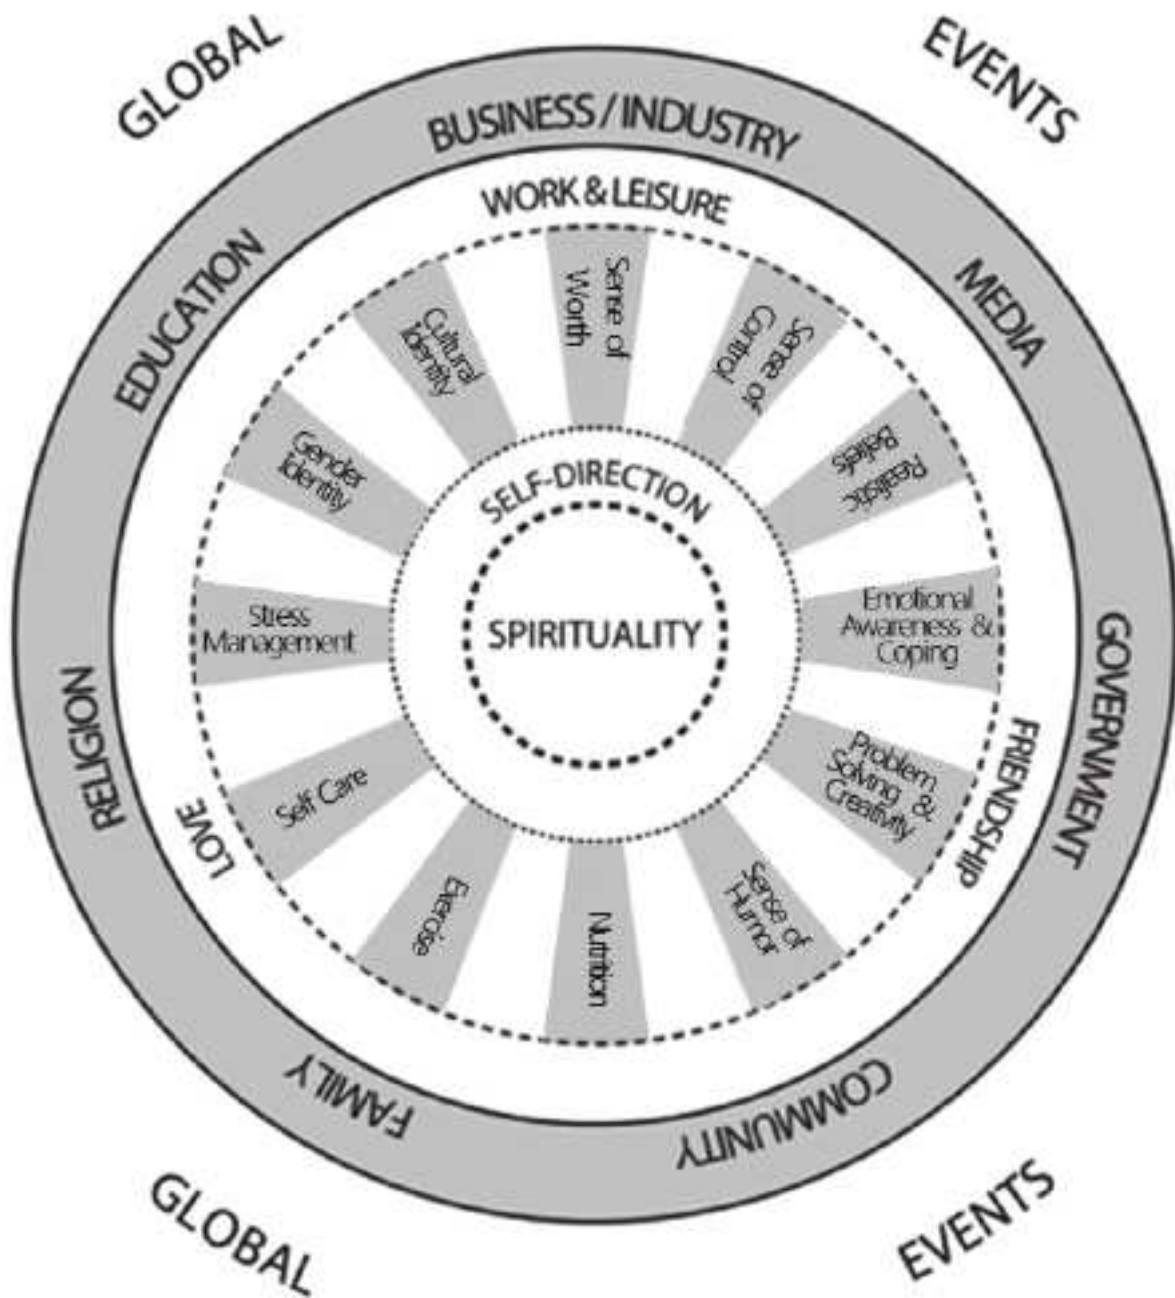 GLOBAL
EVENTS
BUSINESS / INDUSTRY
MEDIA
GOVERNMENT
COMMUNITY
FAMILY
RELIGION
EDUCATION
WORK & LEISURE
FRIENDSHIP
LOVE
Sense of
Worth
Sense of
Control
Realistic
Beliefs
Emotional
Awareness &
Coping
Problem
Solving &
Creativity
Sense of
Humor
Nutrition
Exercise
Self Care
Stress
Management
Gender
Identity
Cultural
Identity
SELF-DIRECTION
SPIRITUALITY
GLOBAL
EVENTS